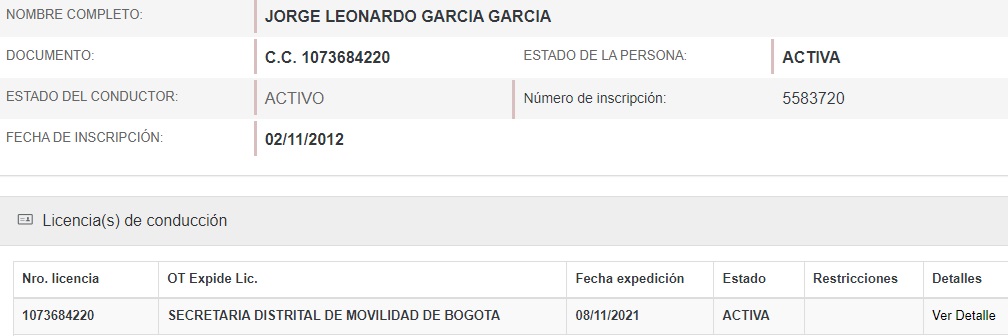 NOMBRE COMPLETO: JORGE LEONARDO GARCIA GARCIA
DOCUMENTO: C.C. 1073684220 ESTADO DE LA PERSONA: ACTIVA
ESTADO DEL CONDUCTOR: ACTIVO Número de inscripción: 5583720
FECHA DE INSCRIPCIÓN: 02/11/2012
Licencia(s) de conducción
Nro. licencia OT Expide Lic. Fecha expedición Estado Restricciones Detalles
1073684220 SECRETARIA DISTRITAL DE MOVILIDAD DE BOGOTA 08/11/2021 ACTIVA Ver Detalle